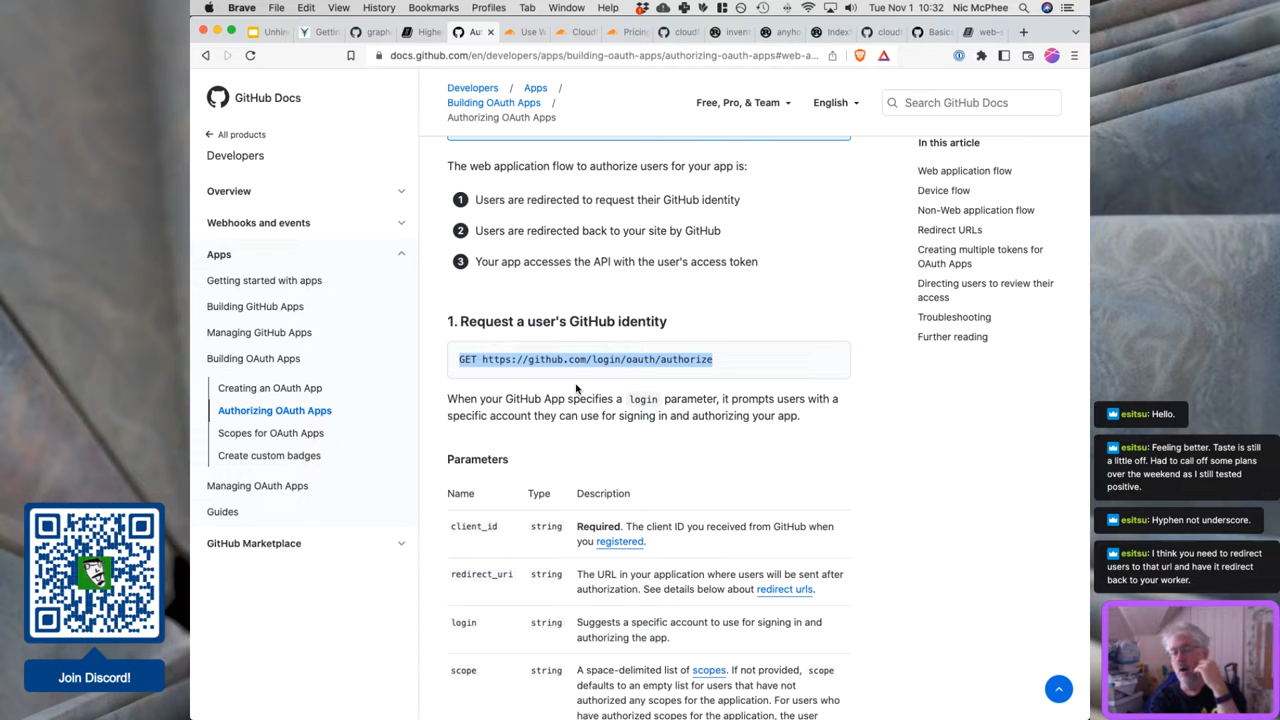 Brave File Edit View History Bookmarks Profiles Tab Window Help Tue Nov 1 10:32 Nic McPhee
Unhin Getti graph Highe Au Use W Cloud Pricin cloudf inven anyho Index cloudf Basic web-s
docs.github.com/en/developers/apps/building-oauth-apps/authorizing-oauth-apps#web-a...
GitHub Docs
All products
Developers
Overview
Webhooks and events
Apps
Getting started with apps
Building GitHub Apps
Managing GitHub Apps
Building OAuth Apps
Creating an OAuth App
Authorizing OAuth Apps
Scopes for OAuth Apps
Create custom badges
Managing OAuth Apps
Guides
GitHub Marketplace
Developers / Apps /
Building OAuth Apps /
Authorizing OAuth Apps
Free, Pro, & Team English Search GitHub Docs
The web application flow to authorize users for your app is:
1 Users are redirected to request their GitHub identity
2 Users are redirected back to your site by GitHub
3 Your app accesses the API with the user's access token
1. Request a user's GitHub identity
GET https://github.com/login/oauth/authorize
When your GitHub App specifies a login parameter, it prompts users with a
specific account they can use for signing in and authorizing your app.
Parameters
Name Type Description
client_id string Required. The client ID you received from GitHub when
you registered.
redirect_uri string The URL in your application where users will be sent after
authorization. See details below about redirect urls.
login string Suggests a specific account to use for signing in and
authorizing the app.
scope string A space-delimited list of scopes. If not provided, scope
defaults to an empty list for users that have not
authorized any scopes for the application. For users who
have authorized scopes for the application, the user
In this article
Web application flow
Device flow
Non-Web application flow
Redirect URLs
Creating multiple tokens for
OAuth Apps
Directing users to review their
access
Troubleshooting
Further reading
esitsu: Hello.
esitsu: Feeling better. Taste is still
a little off. Had to call off some plans
over the weekend as I still tested
positive.
esitsu: Hyphen not underscore.
esitsu: I think you need to redirect
users to that url and have it redirect
back to your worker.
Join Discord!